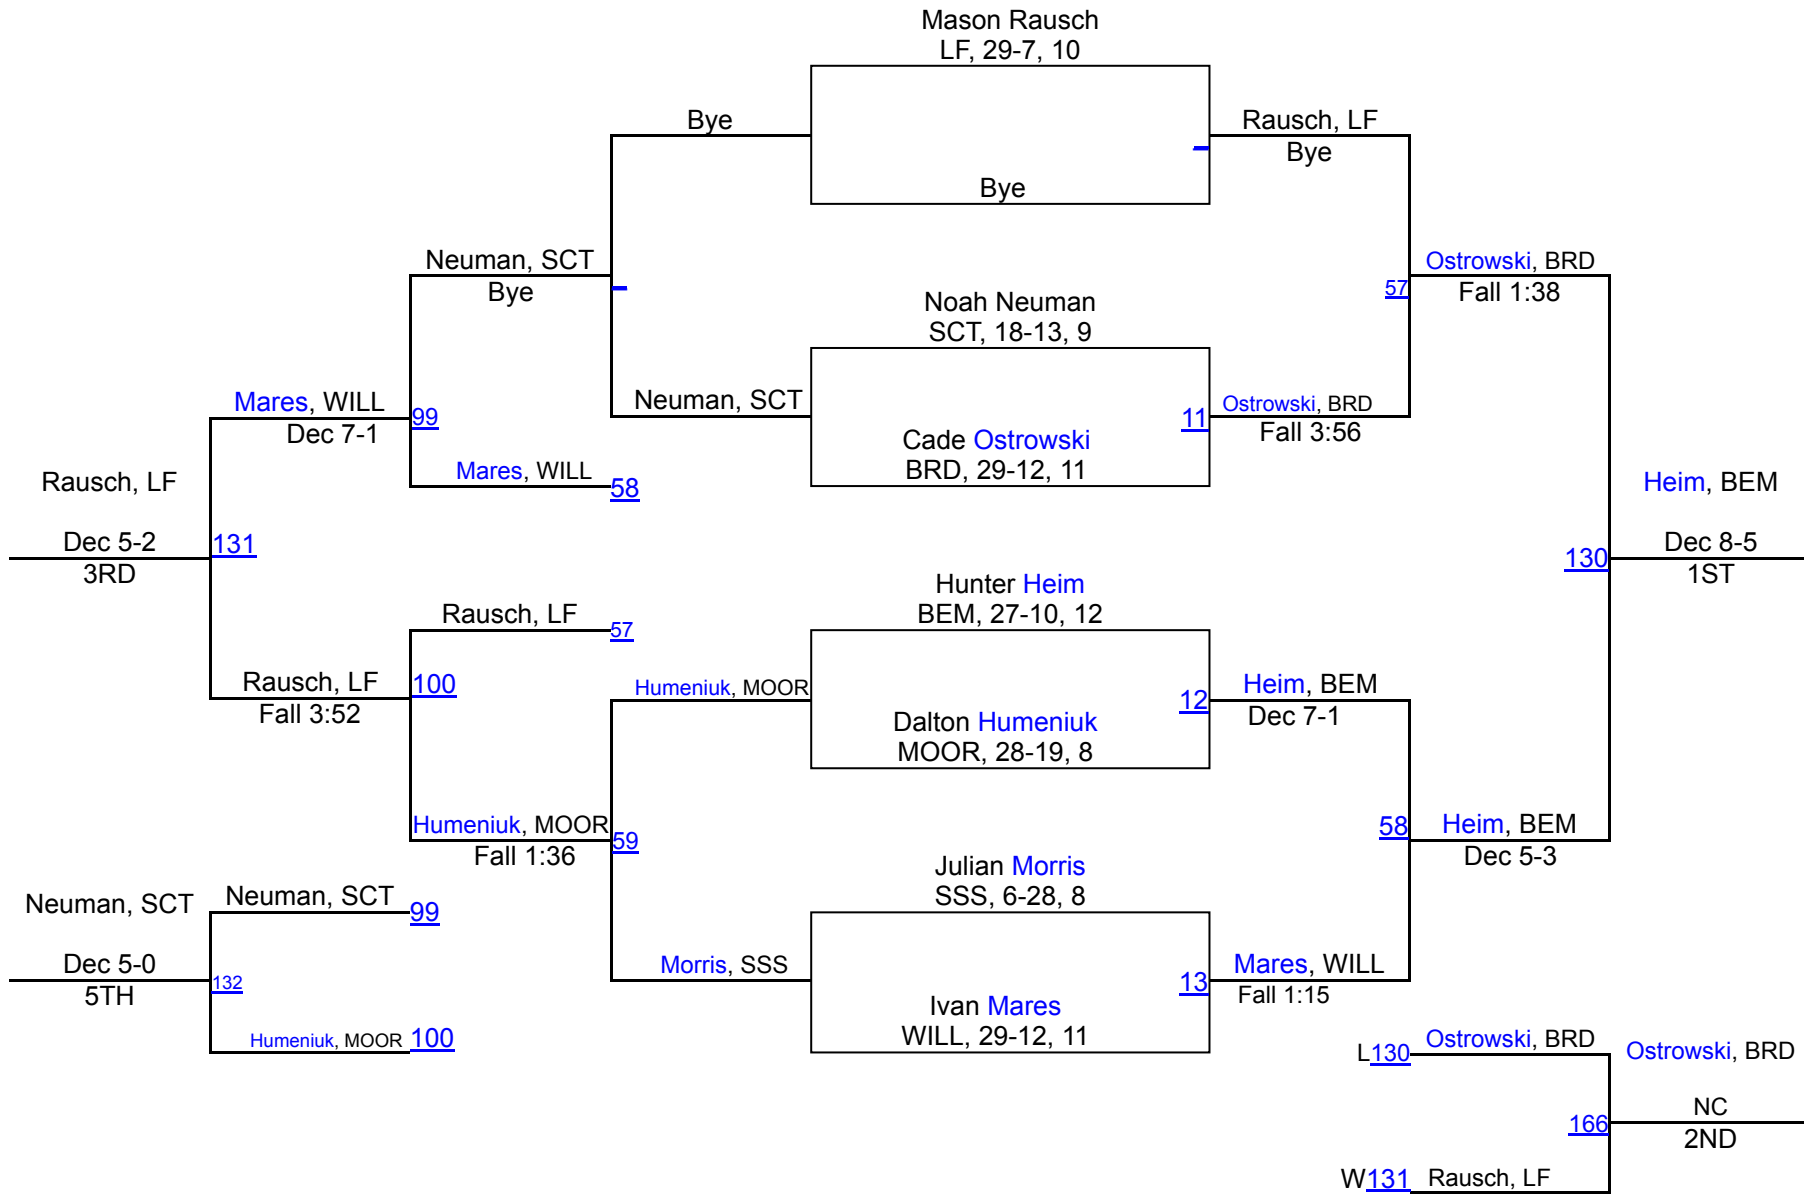 Mason Rausch
LF, 29-7, 10
Bye
Rausch, LF
Bye
Bye
Neuman, SCT
Bye
Ostrowski, BRD
57
Fall 1:38
Noah Neuman
SCT, 18-13, 9
Mares, WILL
99
Dec 7-1
Neuman, SCT
11
Ostrowski, BRD
Fall 3:56
Cade Ostrowski
BRD, 29-12, 11
Mares, WILL
58
Rausch, LF
Heim, BEM
Dec 5-2
131
3RD
130
Dec 8-5
1ST
Hunter Heim
BEM, 27-10, 12
Rausch, LF
57
Rausch, LF
100
Fall 3:52
Humeniuk, MOOR
12
Heim, BEM
Dec 7-1
Dalton Humeniuk
MOOR, 28-19, 8
Humeniuk, MOOR
59
Fall 1:36
58
Heim, BEM
Dec 5-3
Julian Morris
SSS, 6-28, 8
Neuman, SCT
Neuman, SCT
99
Dec 5-0
132
5TH
Morris, SSS
13
Mares, WILL
Fall 1:15
Ivan Mares
WILL, 29-12, 11
Humeniuk, MOOR
100
L130
Ostrowski, BRD
Ostrowski, BRD
166
NC
2ND
W131
Rausch, LF